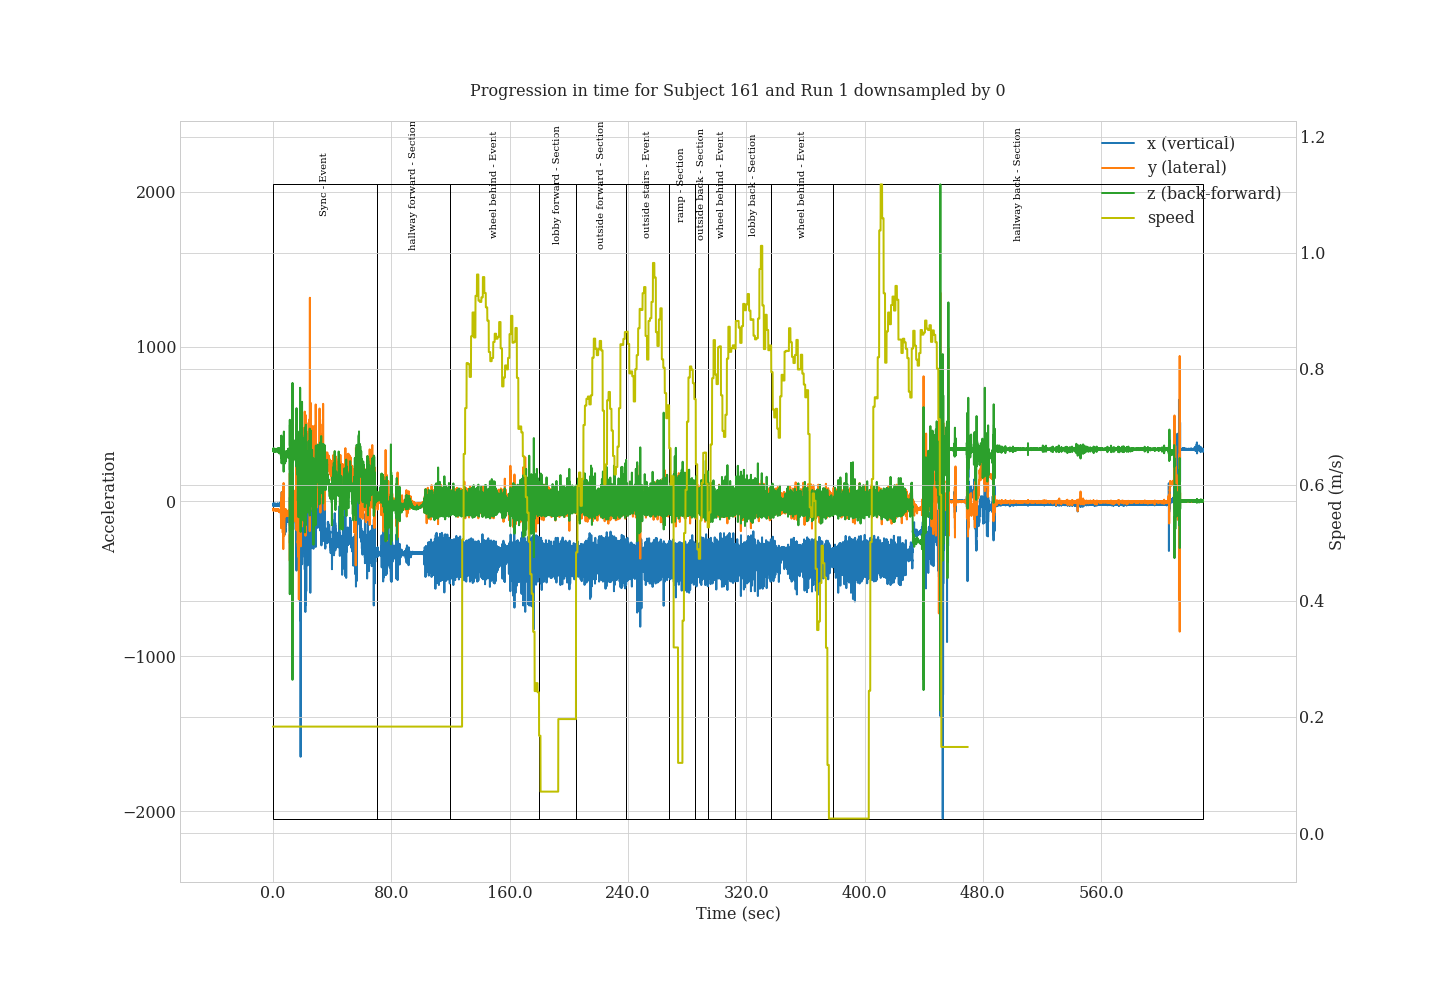 Progression in time for Subject 161 and Run 1 downsampled by 0
Sync - Event
hallway forward - Section
wheel behind - Event
lobby forward - Section
outside forward - Section
outside stairs - Event
ramp - Section
outside back - Section
wheel behind - Event
lobby back - Section
wheel behind - Event
hallway back - Section
x (vertical)
y (lateral)
z (back-forward)
speed
Acceleration
2000
1000
0
−1000
−2000
Speed (m/s)
1.2
1.0
0.8
0.6
0.4
0.2
0.0
0.0
80.0
160.0
240.0
320.0
400.0
480.0
560.0
Time (sec)